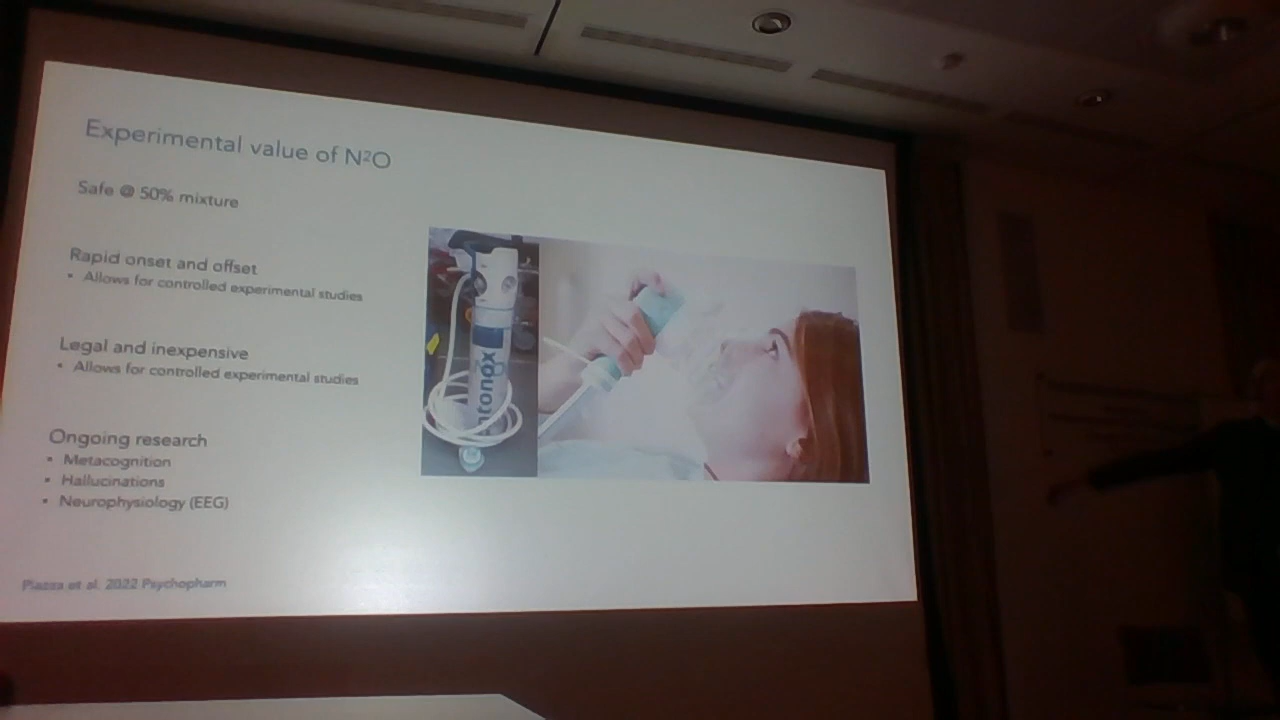 Experimental value of N²O
Safe @ 50% mixture
Rapid onset and offset
• Allows for controlled experimental studies
Legal and inexpensive
• Allows for controlled experimental studies
Ongoing research
• Metacognition
• Hallucinations
• Neurophysiology (EEG)
Piazza et al. 2022 Psychopharm
ntonox